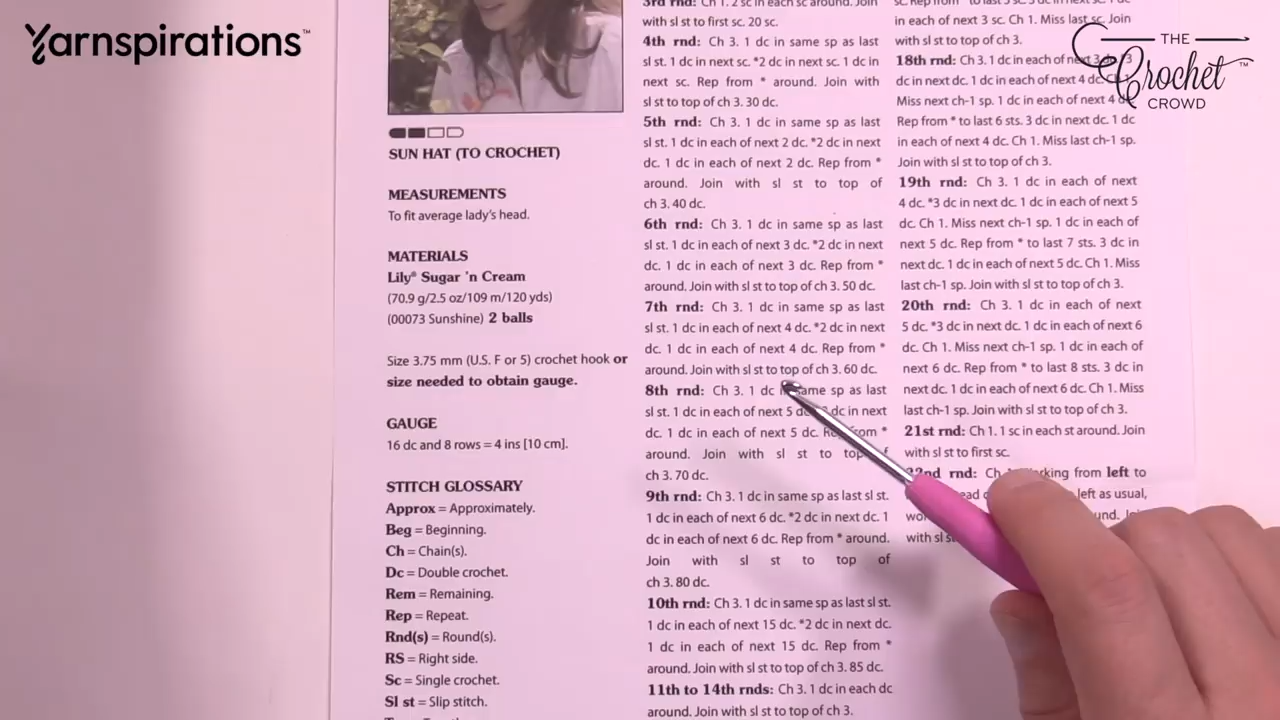 Yarnspirations™
THE
Crochet™
CROWD
SUN HAT (TO CROCHET)
MEASUREMENTS
To fit average lady's head.
MATERIALS
Lily® Sugar 'n Cream
(70.9 g/2.5 oz/109 m/120 yds)
(00073 Sunshine) 2 balls
Size 3.75 mm (U.S. F or 5) crochet hook or
size needed to obtain gauge.
GAUGE
16 dc and 8 rows = 4 ins [10 cm].
STITCH GLOSSARY
Approx = Approximately.
Beg = Beginning.
Ch = Chain(s).
Dc = Double crochet.
Rem = Remaining.
Rep = Repeat.
Rnd(s) = Round(s).
RS = Right side.
Sc = Single crochet.
Sl st = Slip stitch.
3rd rnd: Ch 1. 2 sc in each sc around. Join
with sl st to first sc. 20 sc.
4th rnd: Ch 3. 1 dc in same sp as last
sl st. 1 dc in next sc. *2 dc in next sc. 1 dc in
next sc. Rep from * around. Join with
sl st to top of ch 3. 30 dc.
5th rnd: Ch 3. 1 dc in same sp as last
sl st. 1 dc in each of next 2 dc. *2 dc in next
dc. 1 dc in each of next 2 dc. Rep from *
around. Join with sl st to top of
ch 3. 40 dc.
6th rnd: Ch 3. 1 dc in same sp as last
sl st. 1 dc in each of next 3 dc. *2 dc in next
dc. 1 dc in each of next 3 dc. Rep from *
around. Join with sl st to top of ch 3. 50 dc.
7th rnd: Ch 3. 1 dc in same sp as last
sl st. 1 dc in each of next 4 dc. *2 dc in next
dc. 1 dc in each of next 4 dc. Rep from *
around. Join with sl st to top of ch 3. 60 dc.
8th rnd: Ch 3. 1 dc in same sp as last
sl st. 1 dc in each of next 5 dc. dc in next
dc. 1 dc in each of next 5 dc. Rep from *
around. Join with sl st to top of
ch 3. 70 dc.
9th rnd: Ch 3. 1 dc in same sp as last sl st.
1 dc in each of next 6 dc. *2 dc in next dc. 1
dc in each of next 6 dc. Rep from * around.
Join with sl st to top of
ch 3. 80 dc.
10th rnd: Ch 3. 1 dc in same sp as last sl st.
1 dc in each of next 15 dc. *2 dc in next dc.
1 dc in each of next 15 dc. Rep from *
around. Join with sl st to top of ch 3. 85 dc.
11th to 14th rnds: Ch 3. 1 dc in each dc
around. Join with sl st to top of ch 3.
in each of next 3 sc. Ch 1. Miss last sc. Join
with sl st to top of ch 3.
18th rnd: Ch 3. 1 dc in each of next 3 dc. *3
dc in next dc. 1 dc in each of next 4 dc. Ch 1.
Miss next ch-1 sp. 1 dc in each of next 4 dc.
Rep from * to last 6 sts. 3 dc in next dc. 1 dc
in each of next 4 dc. Ch 1. Miss last ch-1 sp.
Join with sl st to top of ch 3.
19th rnd: Ch 3. 1 dc in each of next
4 dc. *3 dc in next dc. 1 dc in each of next 5
dc. Ch 1. Miss next ch-1 sp. 1 dc in each of
next 5 dc. Rep from * to last 7 sts. 3 dc in
next dc. 1 dc in each of next 5 dc. Ch 1. Miss
last ch-1 sp. Join with sl st to top of ch 3.
20th rnd: Ch 3. 1 dc in each of next
5 dc. *3 dc in next dc. 1 dc in each of next 6
dc. Ch 1. Miss next ch-1 sp. 1 dc in each of
next 6 dc. Rep from * to last 8 sts. 3 dc in
next dc. 1 dc in each of next 6 dc. Ch 1. Miss
last ch-1 sp. Join with sl st to top of ch 3.
21st rnd: Ch 1. 1 sc in each st around. Join
with sl st to first sc.
22nd rnd: Ch from left to
left as usual,
with sl st